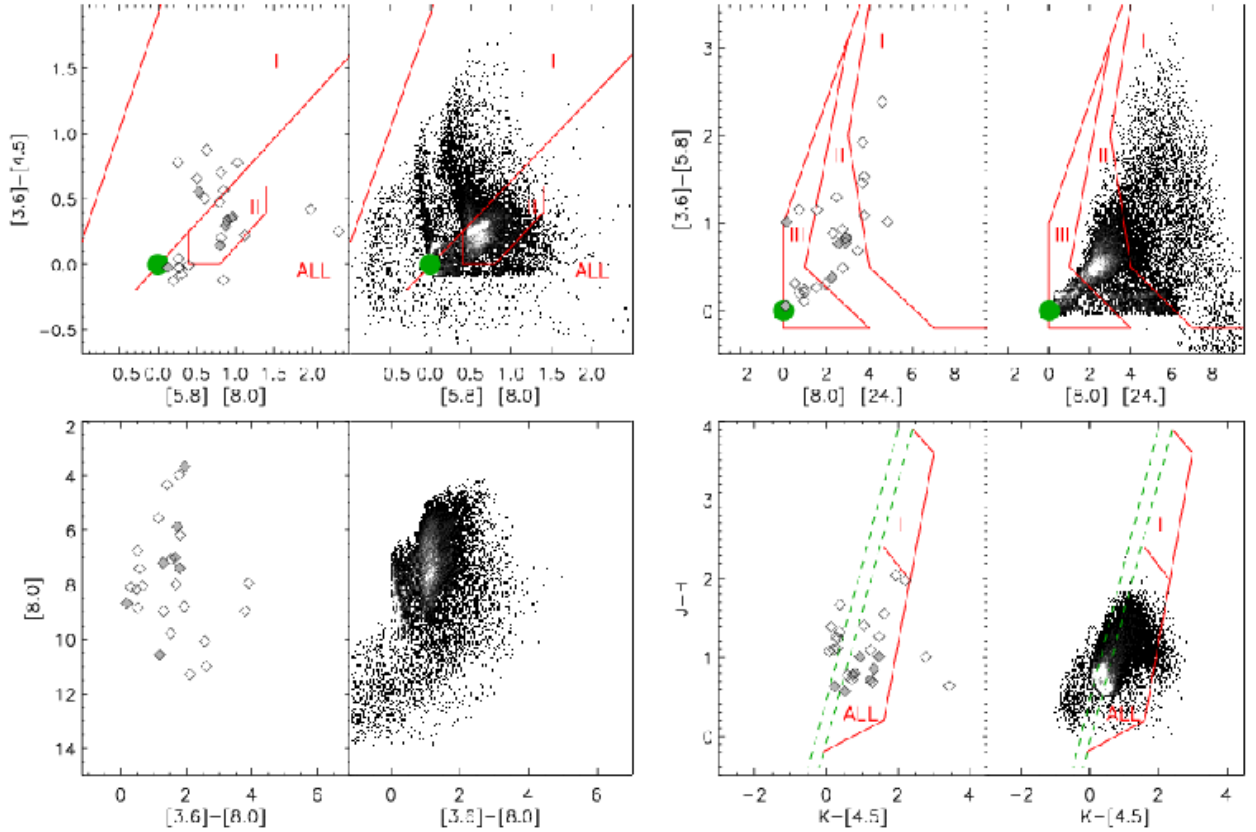 1.5
1.0
0.5
0.0
−0.5
[3.6]−[4.5]
I
II
ALL
I
II
ALL
0.5 0.0 0.5 1.0 1.5 2.0
0.5 0.0 0.5 1.0 1.5 2.0
[5.8] [8.0]
[5.8] [8.0]
3
2
1
0
[3.6]−[5.8]
I
II
III
I
II
III
2 0 2 4 6 8
2 0 2 4 6 8
[8.0] [24.]
[8.0] [24.]
2
4
6
8
10
12
14
[8.0]
0 2 4 6
0 2 4 6
[3.6]−[8.0]
[3.6]−[8.0]
4
3
2
1
0
I
ALL
I
ALL
−2 0 2 4
−2 0 2 4
K−[4.5]
K−[4.5]